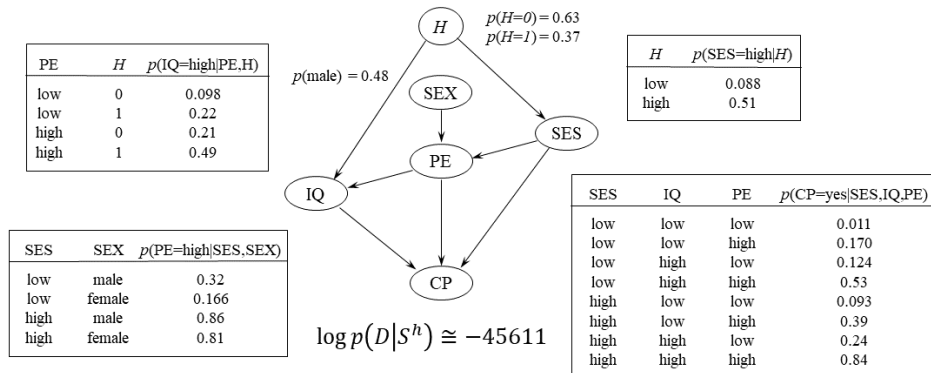 H
p(H=0) = 0.63
p(H=1) = 0.37
PE H p(IQ=high|PE,H)
low 0 0.098
low 1 0.22
high 0 0.21
high 1 0.49
H p(SES=high|H)
low 0.088
high 0.51
p(male) = 0.48
SEX
SES
PE
IQ
CP
SES SEX p(PE=high|SES,SEX)
low male 0.32
low female 0.166
high male 0.86
high female 0.81
SES IQ PE p(CP=yes|SES,IQ,PE)
low low low 0.011
low low high 0.170
low high low 0.124
low high high 0.53
high low low 0.093
high low high 0.39
high high low 0.24
high high high 0.84
log p(D|Sʰ) ≅ −45611